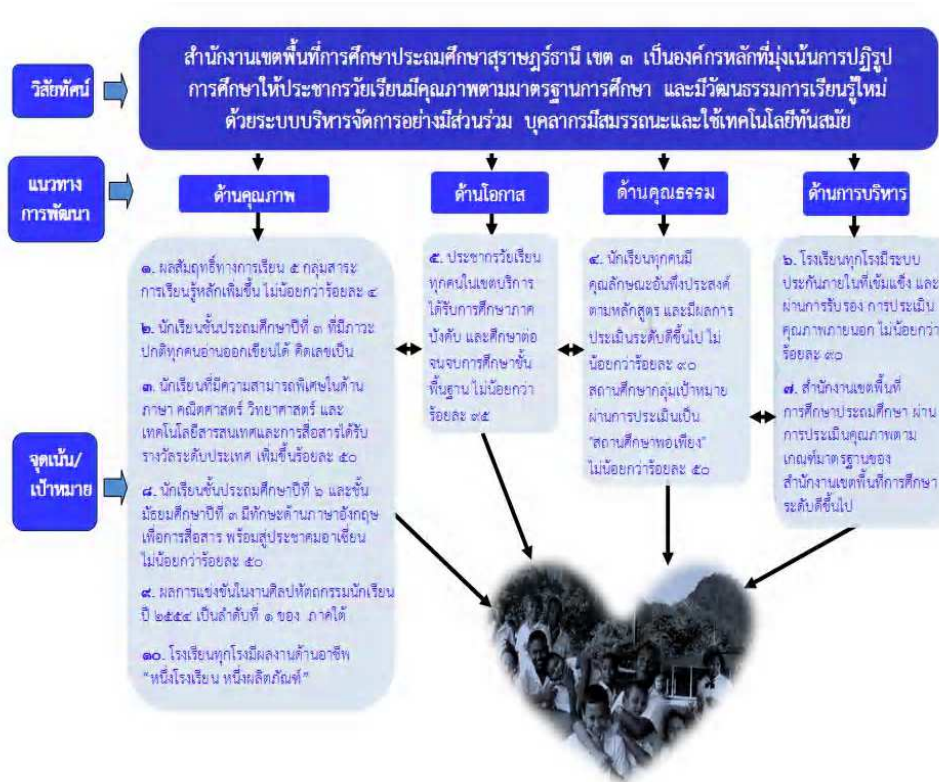 วิสัยทัศน์
สำนักงานเขตพื้นที่การศึกษาประถมศึกษาสุราษฎร์ธานี เขต ๓ เป็นองค์กรหลักที่มุ่งเน้นการปฏิรูป
การศึกษาให้ประชากรวัยเรียนมีคุณภาพตามมาตรฐานการศึกษา และมีวัฒนธรรมการเรียนรู้ใหม่
ด้วยระบบบริหารจัดการอย่างมีส่วนร่วม บุคลากรมีสมรรถนะและใช้เทคโนโลยีทันสมัย
แนวทาง
การพัฒนา
ด้านคุณภาพ
ด้านโอกาส
ด้านคุณธรรม
ด้านการบริหาร
จุดเน้น/
เป้าหมาย
๑. ผลสัมฤทธิ์ทางการเรียน ๕ กลุ่มสาระ
การเรียนรู้หลักเพิ่มขึ้น ไม่น้อยกว่าร้อยละ ๔
๒. นักเรียนชั้นประถมศึกษาปีที่ ๓ ที่มีภาวะ
ปกติทุกคนอานออกเขียนได้ คิดเลขเป็น
๓. นักเรียนที่มีความสามารถพิเศษในด้าน
ภาษา คณิตศาสตร์ วิทยาศาสตร์ และ
เทคโนโลยีสารสนเทศและการสื่อสารได้รับ
รางวัลระดับประเทศ เพิ่มขึ้นร้อยละ ๕๐
๘. นักเรียนชั้นประถมศึกษาปีที่ ๖ และชั้น
มัธยมศึกษาปีที่ ๓ มีทักษะด้านภาษาอังกฤษ
เพื่อการสื่อสาร พร้อมสู่ประชาคมอาเซียน
ไม่น้อยกว่าร้อยละ ๕๐
๙. ผลการแข่งขันในงานศิลปหัตถกรรมนักเรียน
ปี ๒๕๕๔ เป็นลำดับที่ ๑ ของ ภาคใต้
๑๐. โรงเรียนทุกโรงมีผลงานด้านอาชีพ
"หนึ่งโรงเรียน หนึ่งผลิตภัณฑ์"
๕. ประชากรวัยเรียน
ทุกคนในเขตบริการ
ได้รับการศึกษาภาค
บังคับ และศึกษาต่อ
จนจบการศึกษาขั้น
พื้นฐาน ไม่น้อยกว่า
ร้อยละ ๙๕
๔. นักเรียนทุกคนมี
คุณลักษณะอันพึงประสงค์
ตามหลักสูตร และมีผลการ
ประเมินระดับดีขึ้นไป ไม่
น้อยกว่าร้อยละ ๙๐
สถานศึกษากลุ่มเป้าหมาย
ผ่านการประเมินเป็น
"สถานศึกษาพอเพียง"
ไม่น้อยกว่าร้อยละ ๕๐
๖. โรงเรียนทุกโรงมีระบบ
ประกันภายในที่เข้มแข็ง และ
ผ่านการรับรอง การประเมิน
คุณภาพภายนอก ไม่น้อยกว่า
ร้อยละ ๙๐
๗. สำนักงานเขตพื้นที่
การศึกษาประถมศึกษา ผ่าน
การประเมินคุณภาพตาม
เกณฑ์มาตรฐานของ
สำนักงานเขตพื้นที่การศึกษา
ระดับดีขึ้นไป